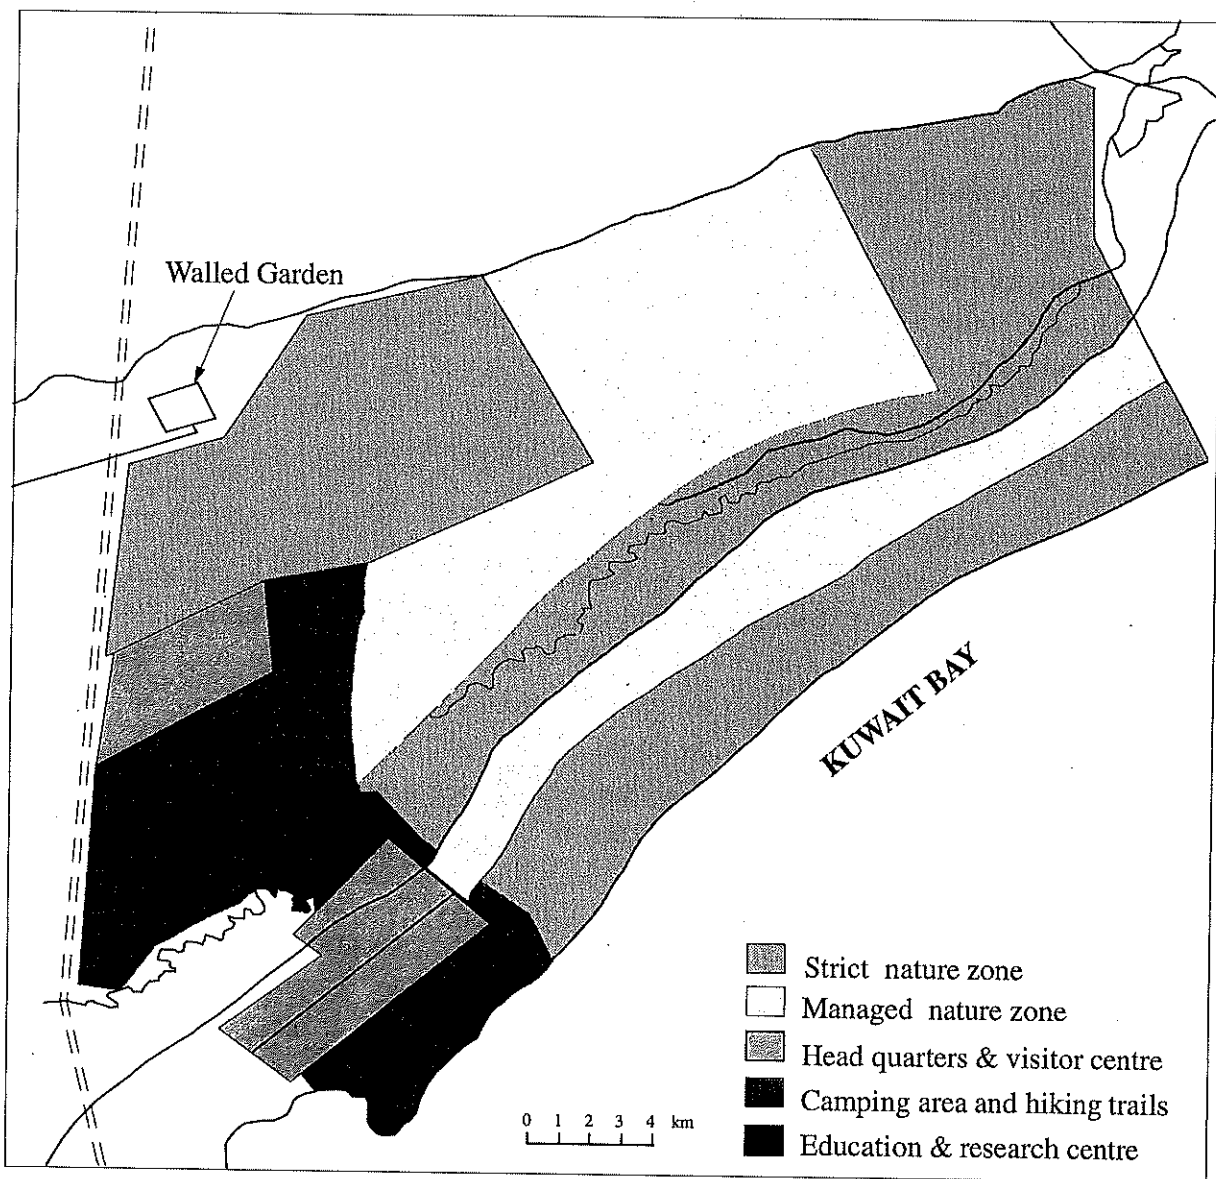 Walled Garden
KUWAIT BAY
Strict nature zone
Managed nature zone
Head quarters & visitor centre
Camping area and hiking trails
Education & research centre
0 1 2 3 4 km